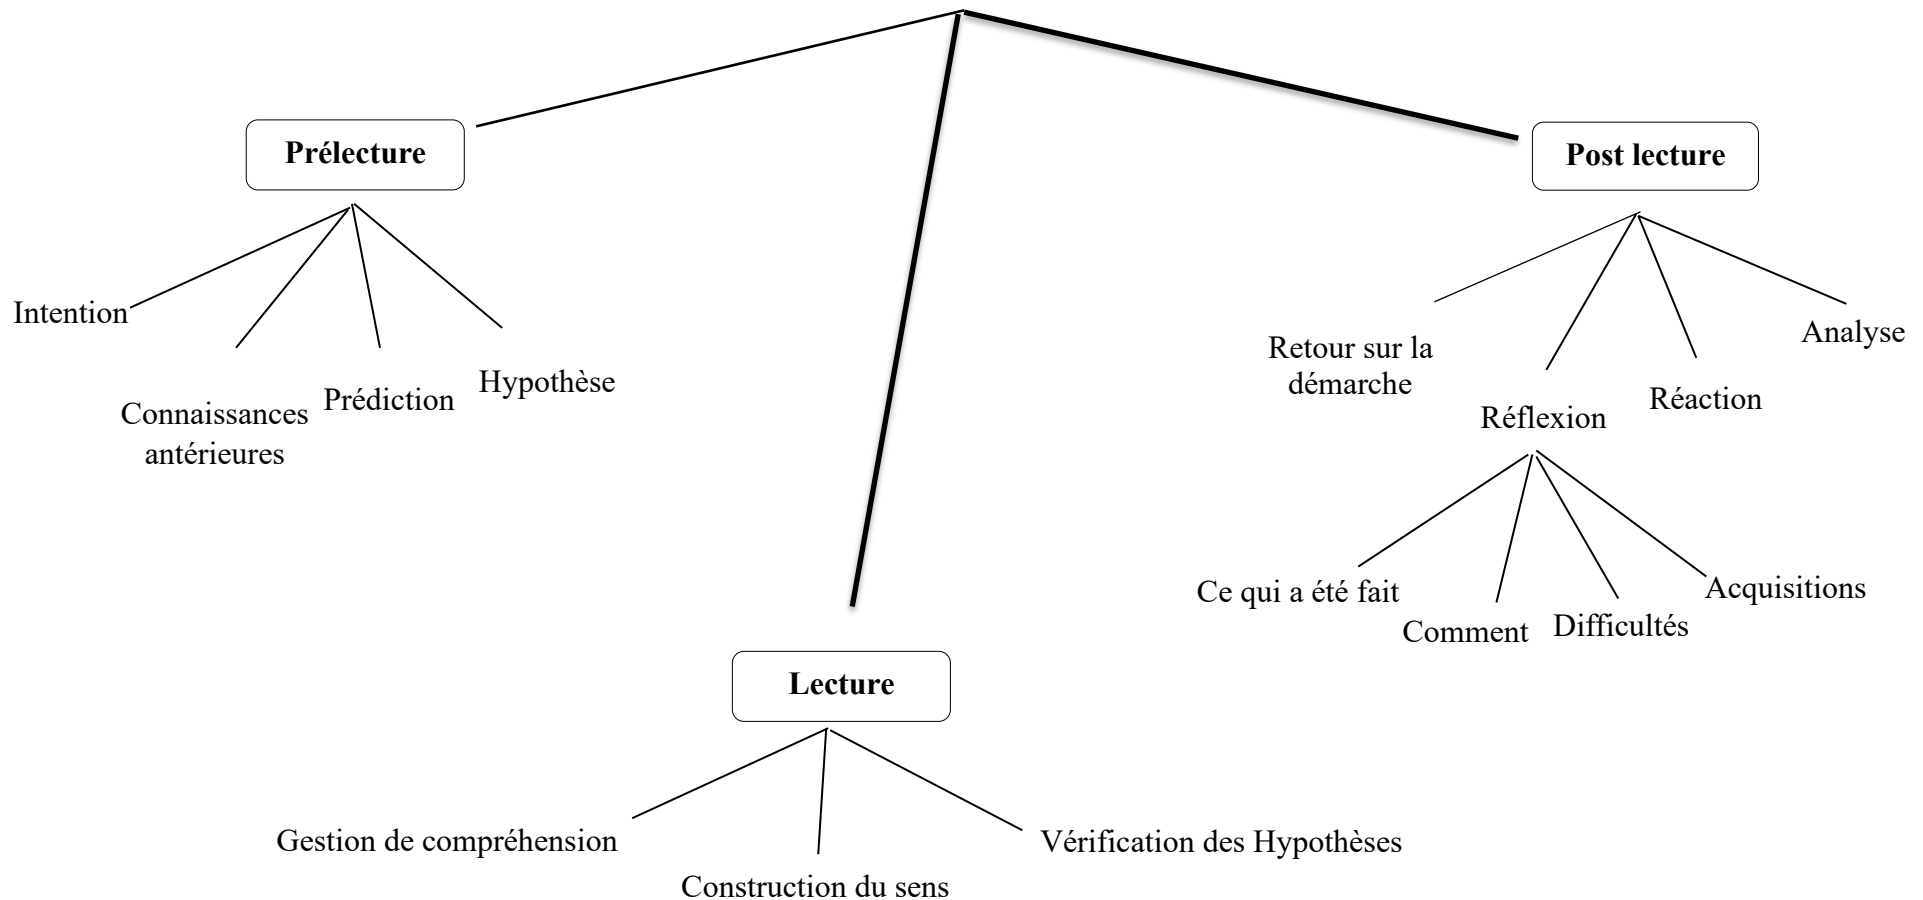 Prélecture
Intention
Connaissances
antérieures
Prédiction
Hypothèse
Lecture
Gestion de compréhension
Construction du sens
Vérification des Hypothèses
Post lecture
Retour sur la
démarche
Réflexion
Réaction
Analyse
Ce qui a été fait
Comment
Difficultés
Acquisitions